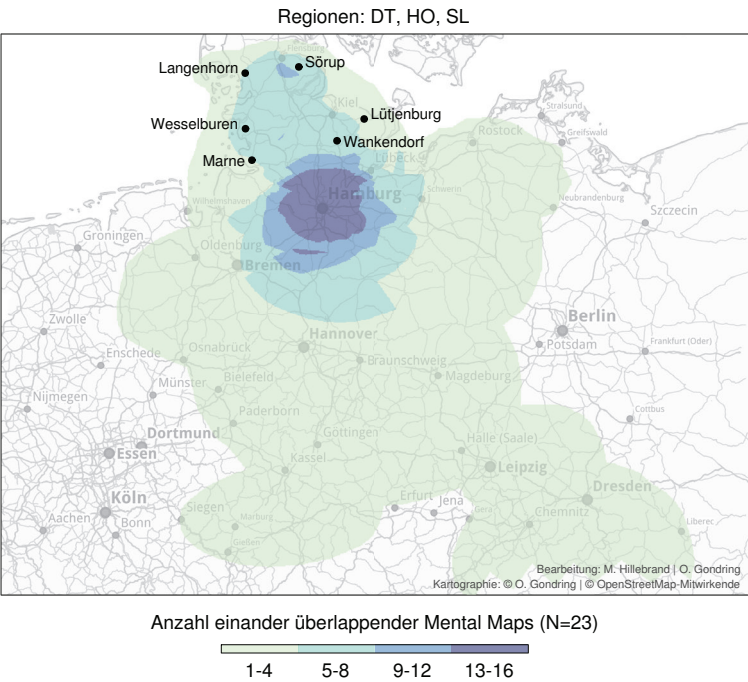 Regionen: DT, HO, SL
Flensburg
Langenhorn
Sörup
Kiel
Lütjenburg
Stralsund
Wesselburen
Wankendorf
Rostock
Greifswald
Marne
Lübeck
Hamburg
Schwerin
Wilhelmshaven
Neubrandenburg
Szczecin
Groningen
Oldenburg
Bremen
Zwolle
Berlin
Hannover
Potsdam
Frankfurt (Oder)
Enschede
Osnabrück
Braunschweig
Bielefeld
Magdeburg
Münster
Nijmegen
Paderborn
Cottbus
Dortmund
Göttingen
Halle (Saale)
Essen
Kassel
Leipzig
Dresden
Köln
Erfurt
Jena
Siegen
Gera
Aachen
Bonn
Marburg
Chemnitz
Liberec
Gießen
Bearbeitung: M. Hillebrand | O. Gondring
Kartographie: © O. Gondring | © OpenStreetMap-Mitwirkende
Anzahl einander überlappender Mental Maps (N=23)
1-4 5-8 9-12 13-16